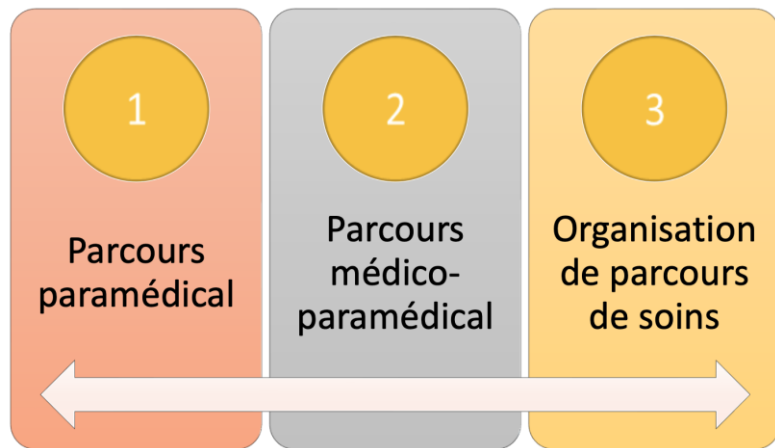 1
Parcours
paramédical
2
Parcours
médico-
paramédical
3
Organisation
de parcours
de soins